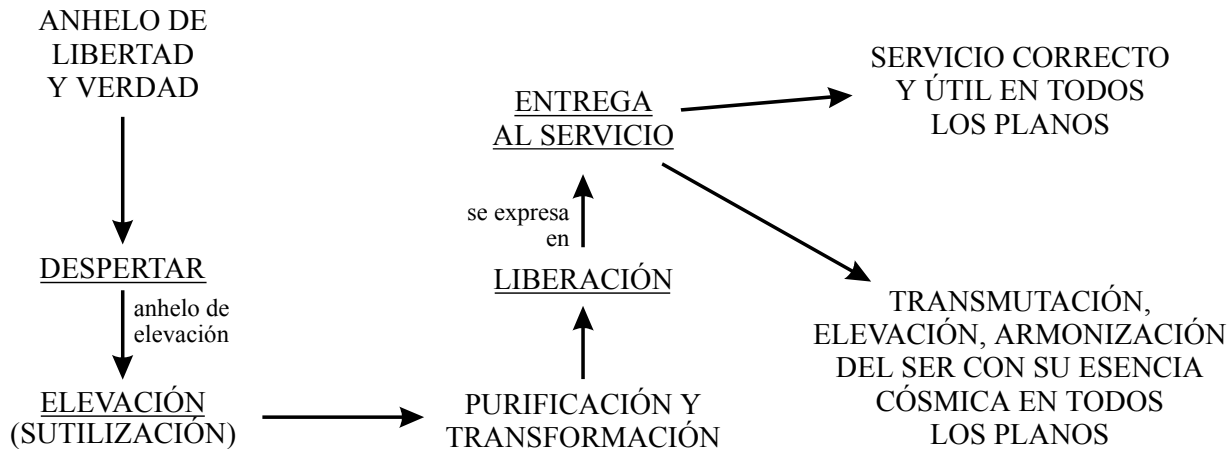 ANHELO DE
LIBERTAD
Y VERDAD
DESPERTAR
anhelo de
elevación
ELEVACIÓN
(SUTILIZACIÓN)
PURIFICACIÓN Y
TRANSFORMACIÓN
LIBERACIÓN
se expresa
en
ENTREGA
AL SERVICIO
SERVICIO CORRECTO
Y ÚTIL EN TODOS
LOS PLANOS
TRANSMUTACIÓN,
ELEVACIÓN, ARMONIZACIÓN
DEL SER CON SU ESENCIA
CÓSMICA EN TODOS
LOS PLANOS